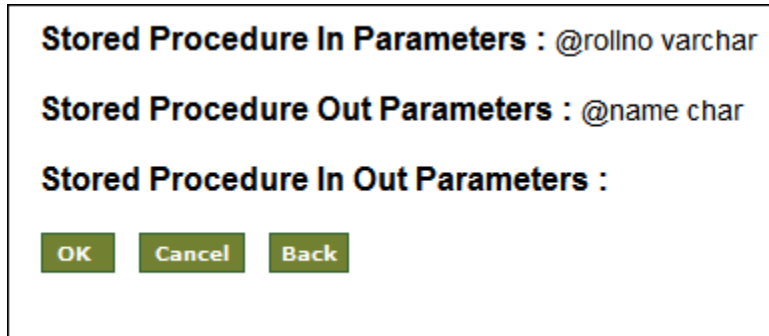 Stored Procedure In Parameters : @rollno varchar
Stored Procedure Out Parameters : @name char
Stored Procedure In Out Parameters :
OK Cancel Back